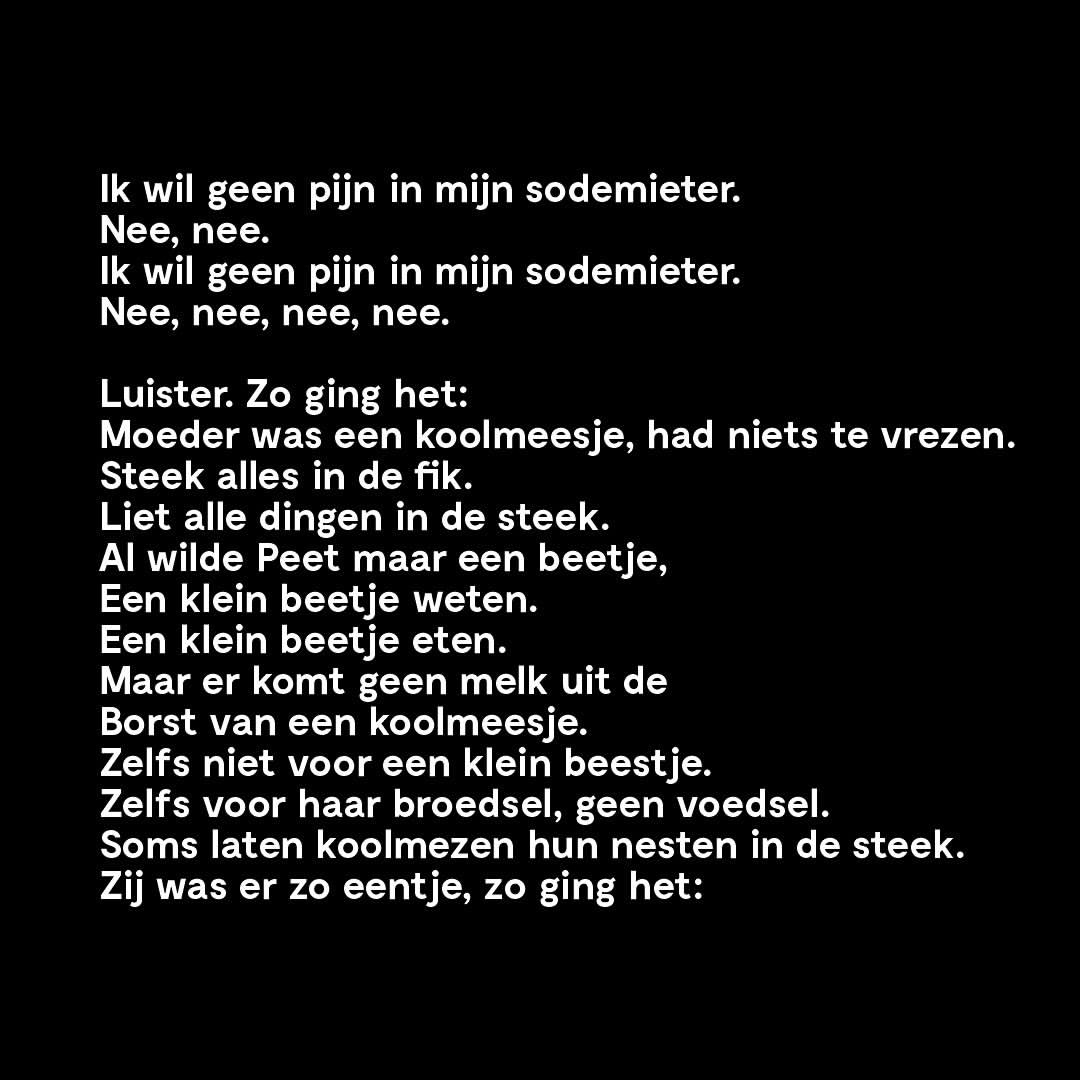 Ik wil geen pijn in mijn sodemieter.
Nee, nee.
Ik wil geen pijn in mijn sodemieter.
Nee, nee, nee, nee.

Luister. Zo ging het:
Moeder was een koolmeesje, had niets te vrezen.
Steek alles in de fik.
Liet alle dingen in de steek.
Al wilde Peet maar een beetje,
Een klein beetje weten.
Een klein beetje eten.
Maar er komt geen melk uit de
Borst van een koolmeesje.
Zelfs niet voor een klein beestje.
Zelfs voor haar broedsel, geen voedsel.
Soms laten koolmezen hun nesten in de steek.
Zij was er zo eentje, zo ging het: